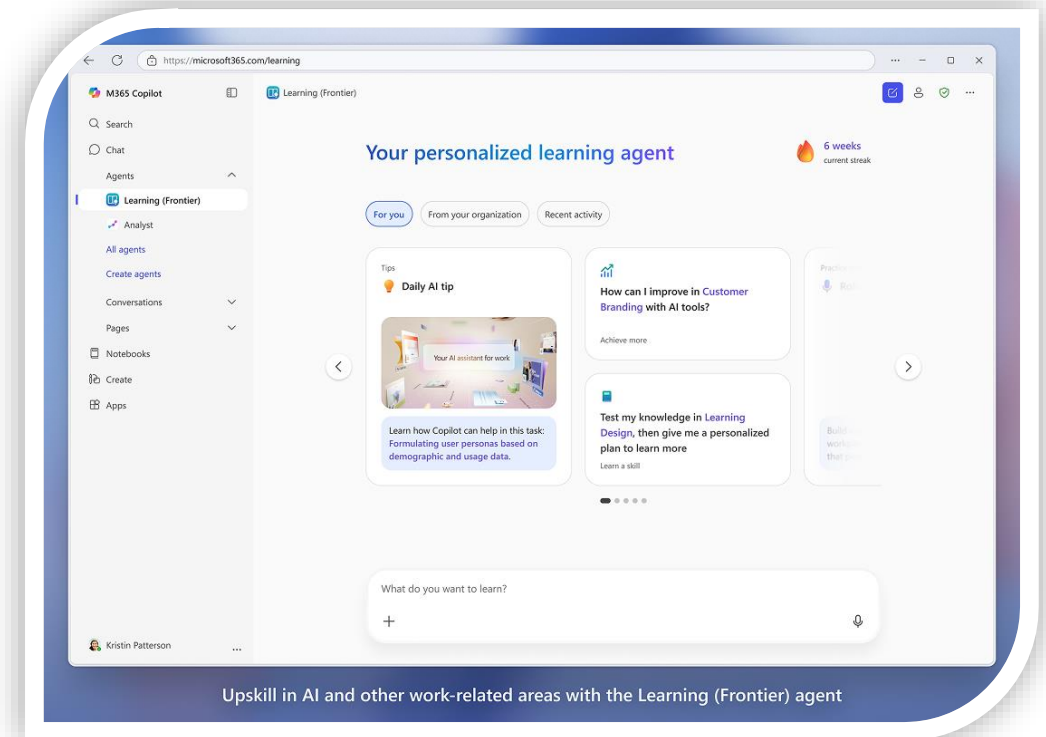 https://microsoft365.com/learning
M365 Copilot
Learning (Frontier)
Search
Chat
Agents
Learning (Frontier)
Analyst
All agents
Create agents
Conversations
Pages
Notebooks
Create
Apps
Kristin Patterson
Your personalized learning agent
6 weeks
current streak
For you
From your organization
Recent activity
Tips
Daily AI tip
Your AI assistant for work
Learn how Copilot can help in this task:
Formulating user personas based on
demographic and usage data.
How can I improve in Customer
Branding with AI tools?
Achieve more
Test my knowledge in Learning
Design, then give me a personalized
plan to learn more
Learn a skill
What do you want to learn?
Upskill in AI and other work-related areas with the Learning (Frontier) agent